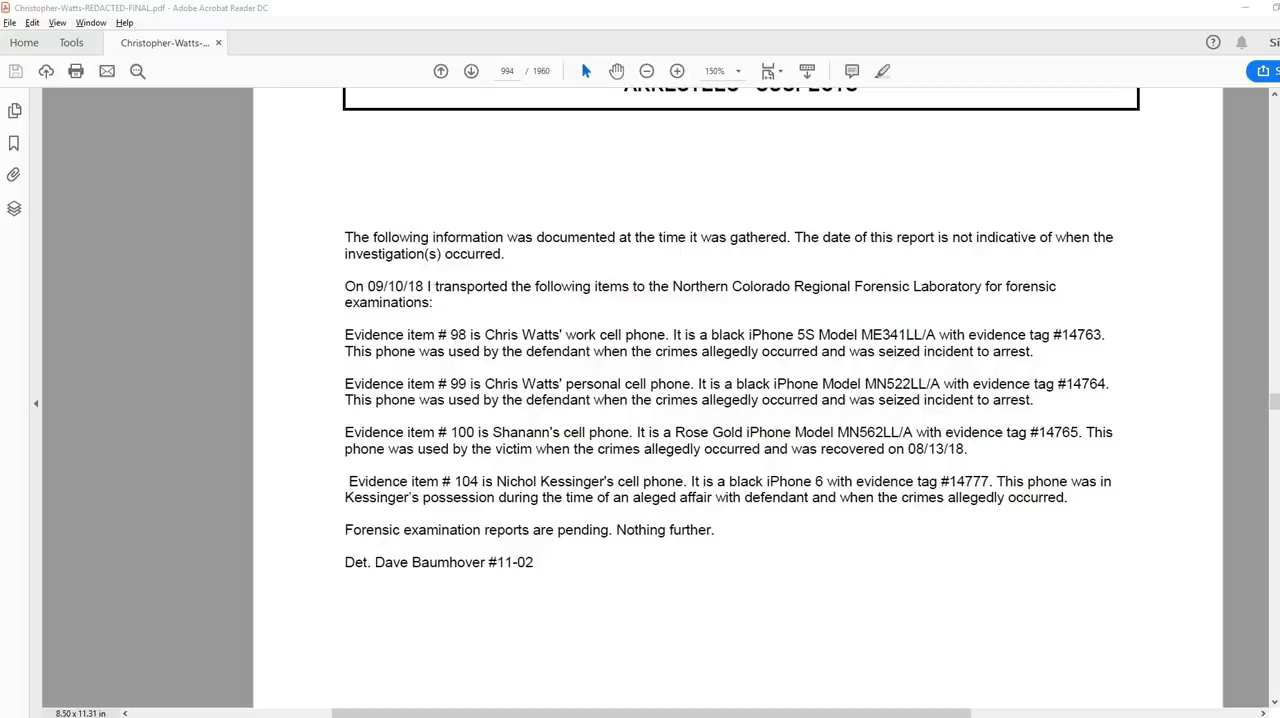 Christopher-Watts-REDACTED-FINAL.pdf - Adobe Acrobat Reader DC
File Edit View Window Help
Home Tools Christopher-Watts-... ×
994 / 1960 150%
ARRESTEES SUSPECTS
The following information was documented at the time it was gathered. The date of this report is not indicative of when the
investigation(s) occurred.
On 09/10/18 I transported the following items to the Northern Colorado Regional Forensic Laboratory for forensic
examinations:
Evidence item # 98 is Chris Watts' work cell phone. It is a black iPhone 5S Model ME341LL/A with evidence tag #14763.
This phone was used by the defendant when the crimes allegedly occurred and was seized incident to arrest.
Evidence item # 99 is Chris Watts' personal cell phone. It is a black iPhone Model MN522LL/A with evidence tag #14764.
This phone was used by the defendant when the crimes allegedly occurred and was seized incident to arrest.
Evidence item # 100 is Shanann's cell phone. It is a Rose Gold iPhone Model MN562LL/A with evidence tag #14765. This
phone was used by the victim when the crimes allegedly occurred and was recovered on 08/13/18.
Evidence item # 104 is Nichol Kessinger's cell phone. It is a black iPhone 6 with evidence tag #14777. This phone was in
Kessinger's possession during the time of an aleged affair with defendant and when the crimes allegedly occurred.
Forensic examination reports are pending. Nothing further.
Det. Dave Baumhover #11-02
8.50 x 11.31 in